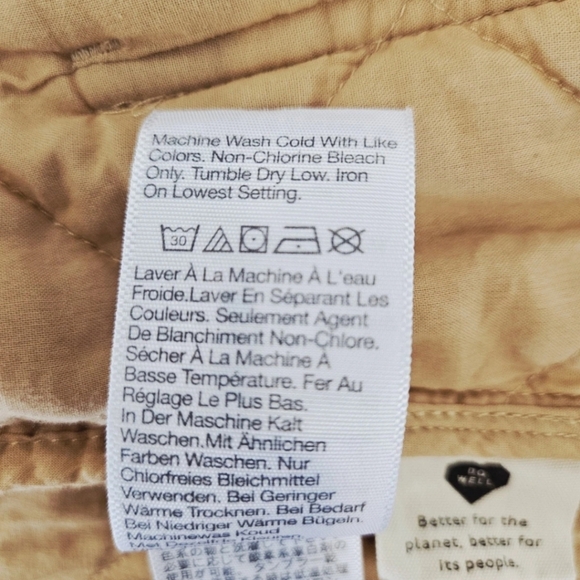 Machine Wash Cold With Like
Colors. Non-Chlorine Bleach
Only. Tumble Dry Low. Iron
On Lowest Setting.
30
Laver À La Machine À L'eau
Froide.Laver En Séparant Les
Couleurs. Seulement Agent
De Blanchiment Non-Chlore.
Sécher À La Machine À
Basse Température. Fer Au
Réglage Le Plus Bas.
In Der Maschine Kalt
Waschen.Mit Ähnlichen
Farben Waschen. Nur
Chlorfreies Bleichmittel
Verwenden. Bei Geringer
Wärme Trocknen. Bei Bedarf
Bei Niedriger Wärme Bügeln.
Machinewas Koud
Met
DO
WELL
Better for the
planet, better for
its people.